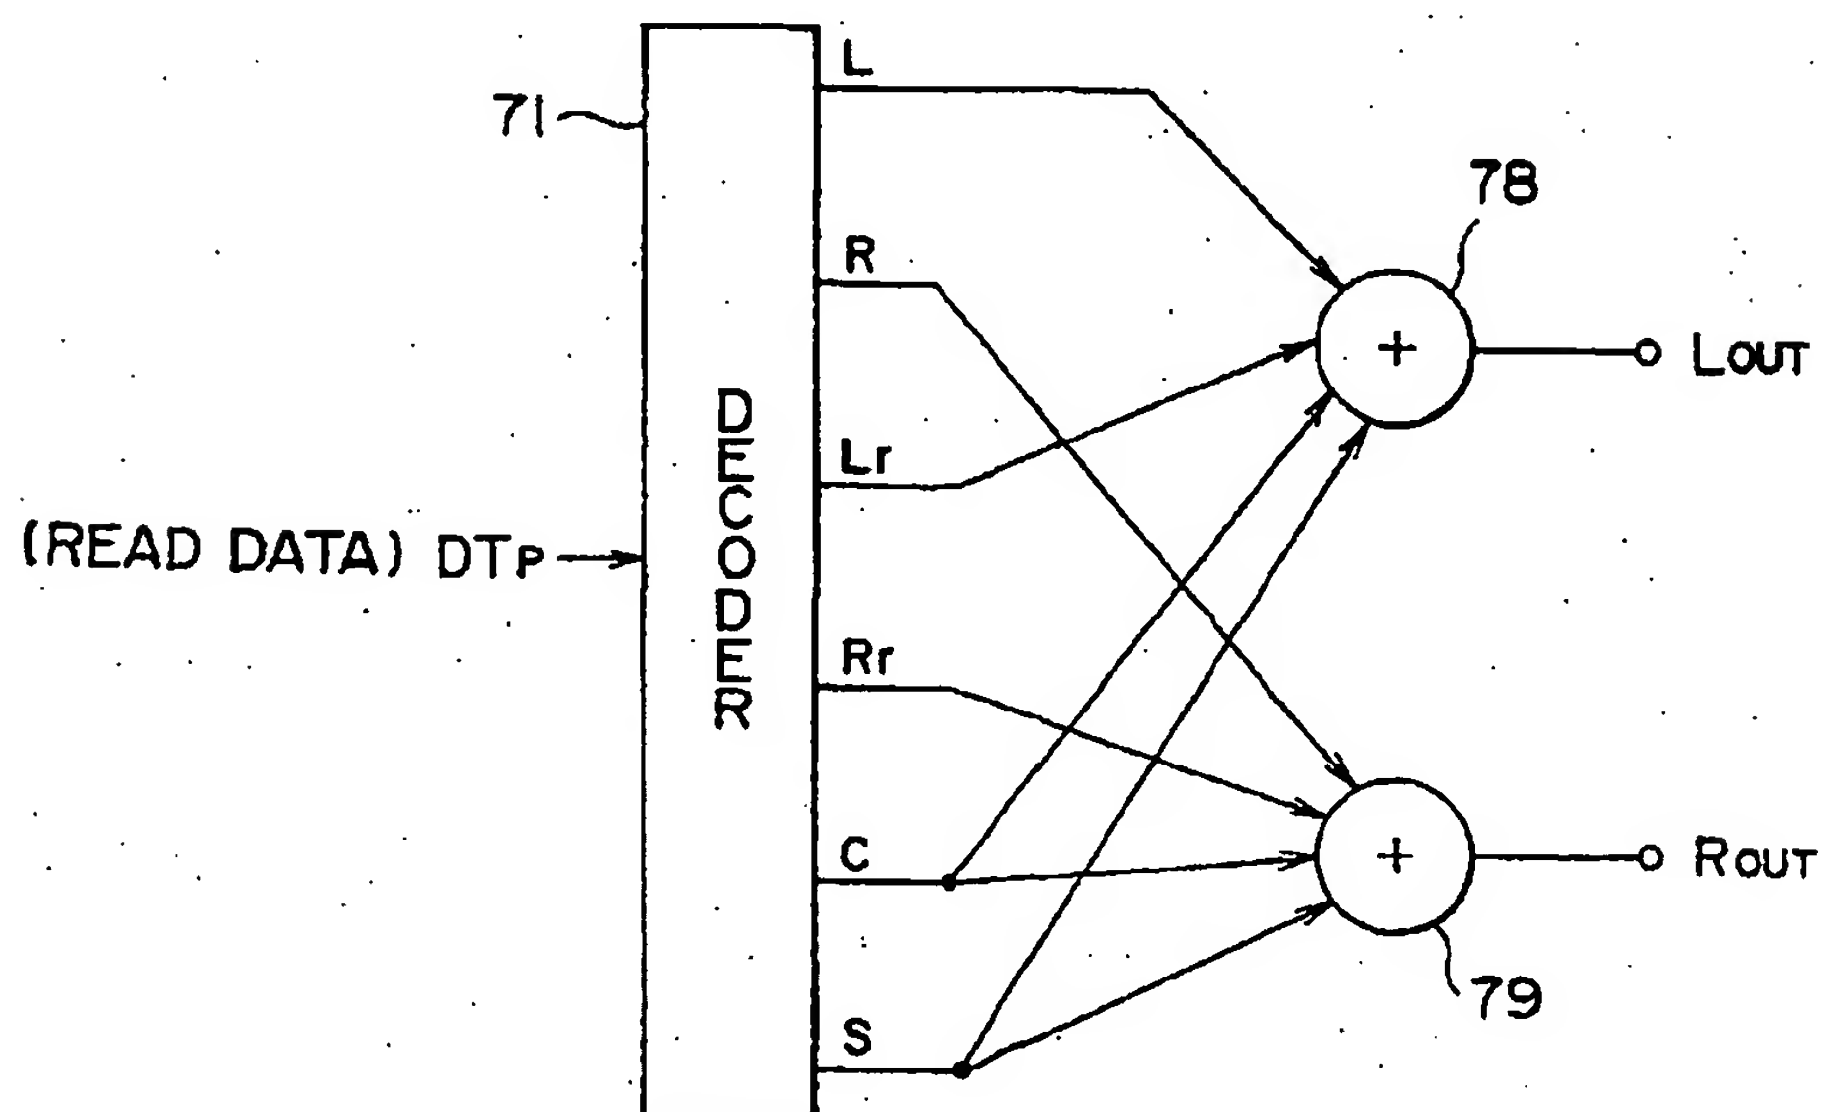 L
71
78
R
+
LOUT
DECODER
Lr
(READ DATA) DTP
Rr
C
+
ROUT
79
S